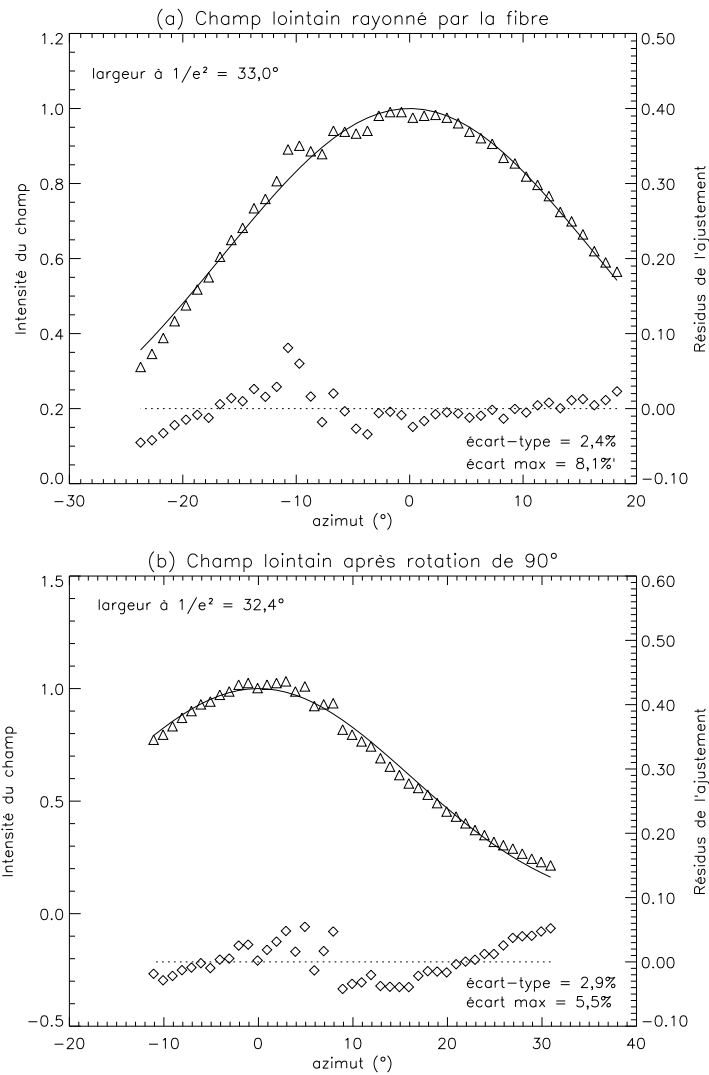 (a) Champ lointain rayonné par la fibre
largeur à 1/e² = 33,0°
Intensité du champ
1.2
1.0
0.8
0.6
0.4
0.2
0.0
0.50
0.40
0.30
0.20
0.10
0.00
−0.10
Résidus de l'ajustement
écart−type = 2,4%
écart max = 8,1%'
−30
−20
−10
0
10
20
azimut (°)
(b) Champ lointain après rotation de 90°
largeur à 1/e² = 32,4°
Intensité du champ
1.5
1.0
0.5
0.0
−0.5
0.60
0.50
0.40
0.30
0.20
0.10
0.00
−0.10
Résidus de l'ajustement
écart−type = 2,9%
écart max = 5,5%
−20
−10
0
10
20
30
40
azimut (°)